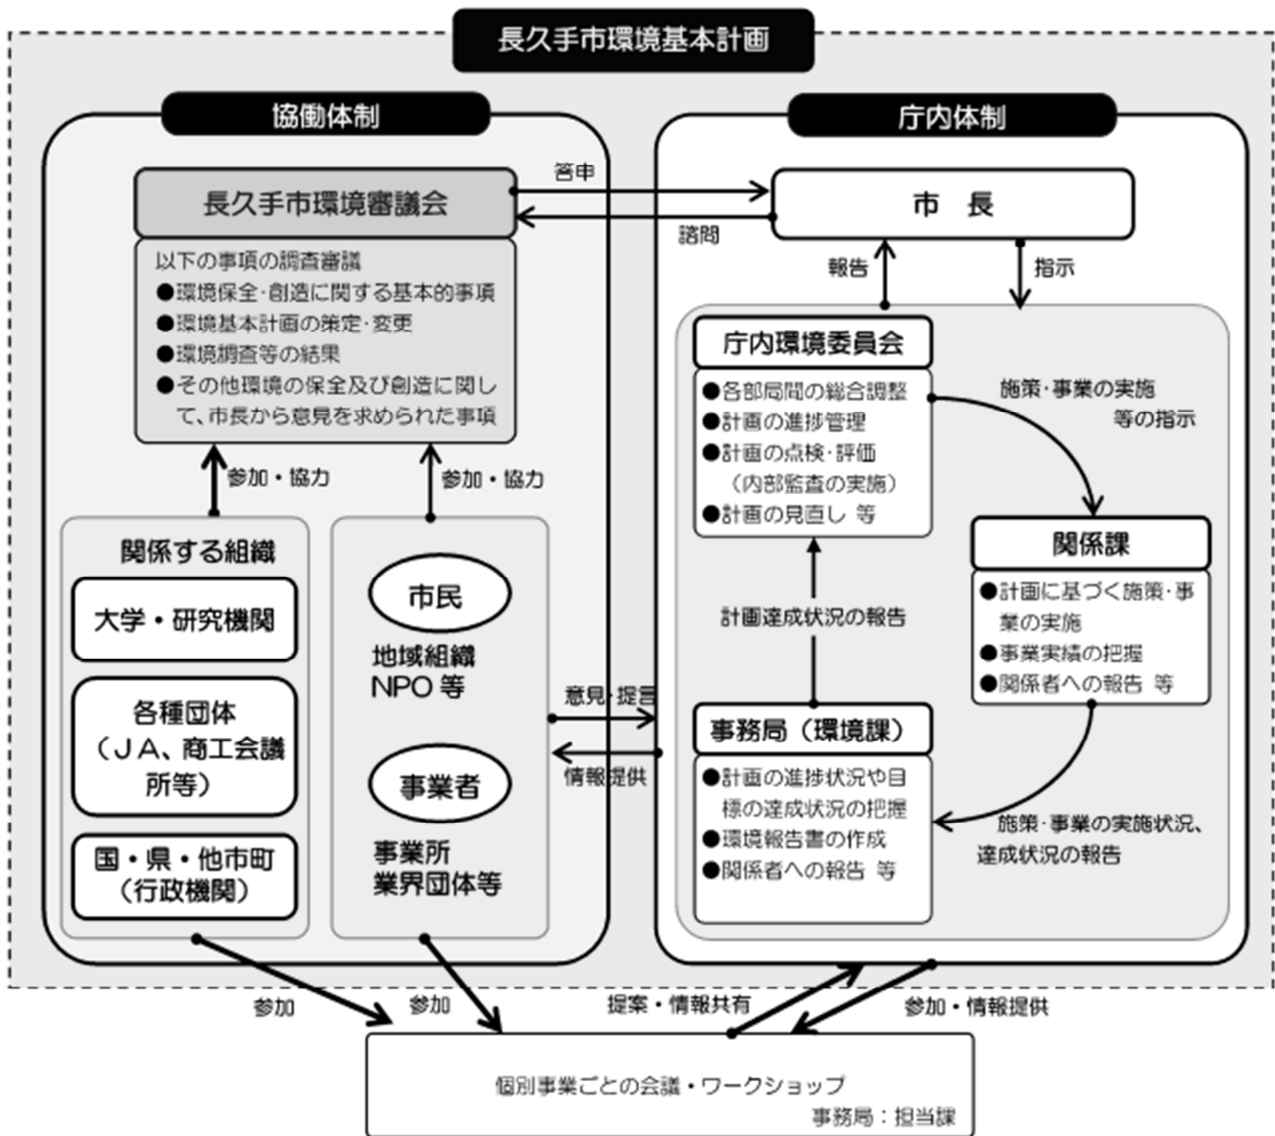 長久手市環境基本計画
協働体制
長久手市環境審議会
以下の事項の調査審議
●環境保全・創造に関する基本的事項
●環境基本計画の策定・変更
●環境調査等の結果
●その他環境の保全及び創造に関し
て、市長から意見を求められた事項
答申
諮問
参加・協力
参加・協力
関係する組織
大学・研究機関
各種団体
（ＪＡ、商工会議
所等）
国・県・他市町
（行政機関）
市民
地域組織
NPO 等
事業者
事業所
業界団体等
意見・提言
情報提供
庁内体制
市　長
報告
指示
庁内環境委員会
●各部局間の総合調整
●計画の進捗管理
●計画の点検・評価
（内部監査の実施）
●計画の見直し 等
施策・事業の実施
等の指示
関係課
●計画に基づく施策・事
業の実施
●事業実績の把握
●関係者への報告 等
計画達成状況の報告
事務局（環境課）
●計画の進捗状況や目
標の達成状況の把握
●環境報告書の作成
●関係者への報告 等
施策・事業の実施状況、
達成状況の報告
参加
参加
提案・情報共有
参加・情報提供
個別事業ごとの会議・ワークショップ
事務局：担当課